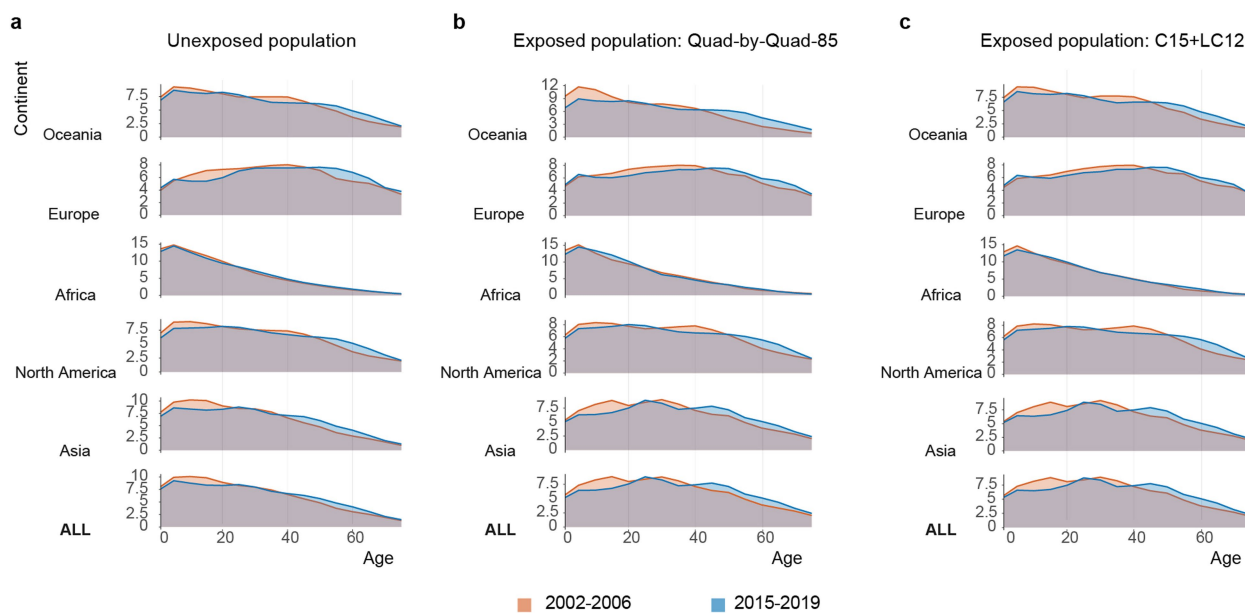 a
Unexposed population
b
Exposed population: Quad-by-Quad-85
c
Exposed population: C15+LC12
Continent
7.5
5
2.5
Oceania
12
9
6
3
0
Oceania
7.5
5
2.5
Oceania
8
6
4
2
0
Europe
8
6
4
2
0
Europe
8
6
4
2
0
Europe
15
10
5
0
Africa
15
10
5
0
Africa
15
10
5
0
Africa
7.5
5
2.5
North America
8
6
4
2
0
North America
8
6
4
2
0
North America
10
7.5
5
2.5
0
Asia
7.5
5
2.5
0
Asia
7.5
5
2.5
0
Asia
10
7.5
5
2.5
0
ALL
7.5
5
2.5
0
ALL
7.5
5
2.5
0
ALL
0 20 40 60
Age
0 20 40 60
Age
0 20 40 60
Age
2002-2006 2015-2019